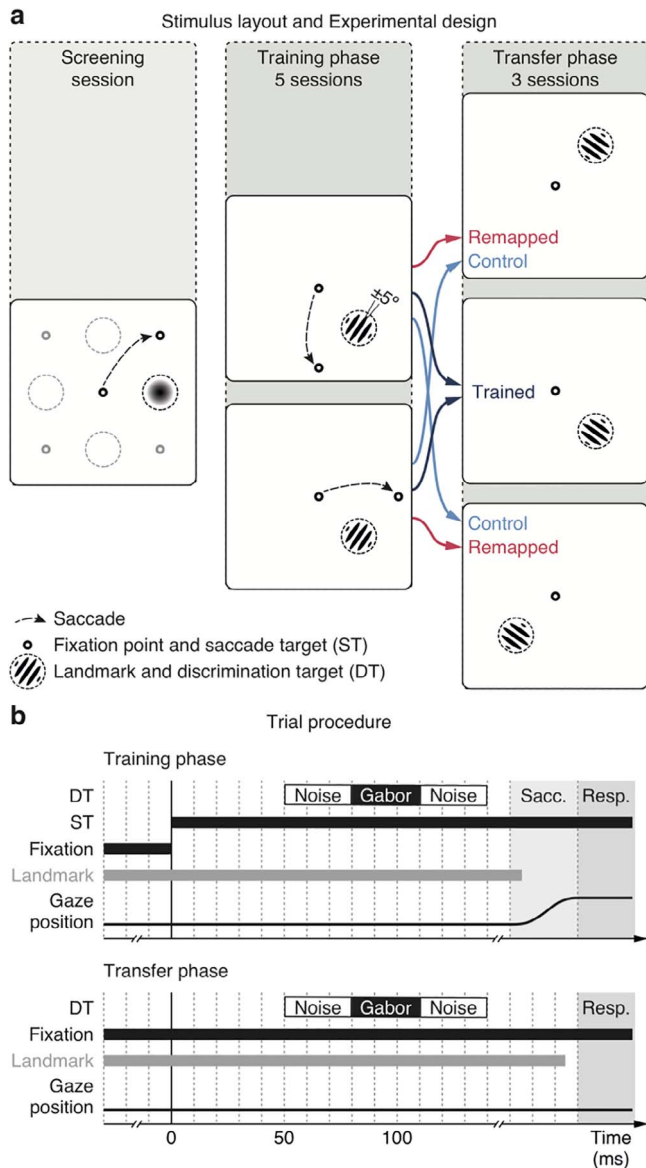 a
Stimulus layout and Experimental design
Screening
session
Training phase
5 sessions
Transfer phase
3 sessions
±5°
Remapped
Control
Trained
Control
Remapped
Saccade
Fixation point and saccade target (ST)
Landmark and discrimination target (DT)
b
Trial procedure
Training phase
DT
Noise
Gabor
Noise
Sacc.
Resp.
ST
Fixation
Landmark
Gaze
position
Transfer phase
DT
Noise
Gabor
Noise
Resp.
Fixation
Landmark
Gaze
position
0
50
100
Time
(ms)